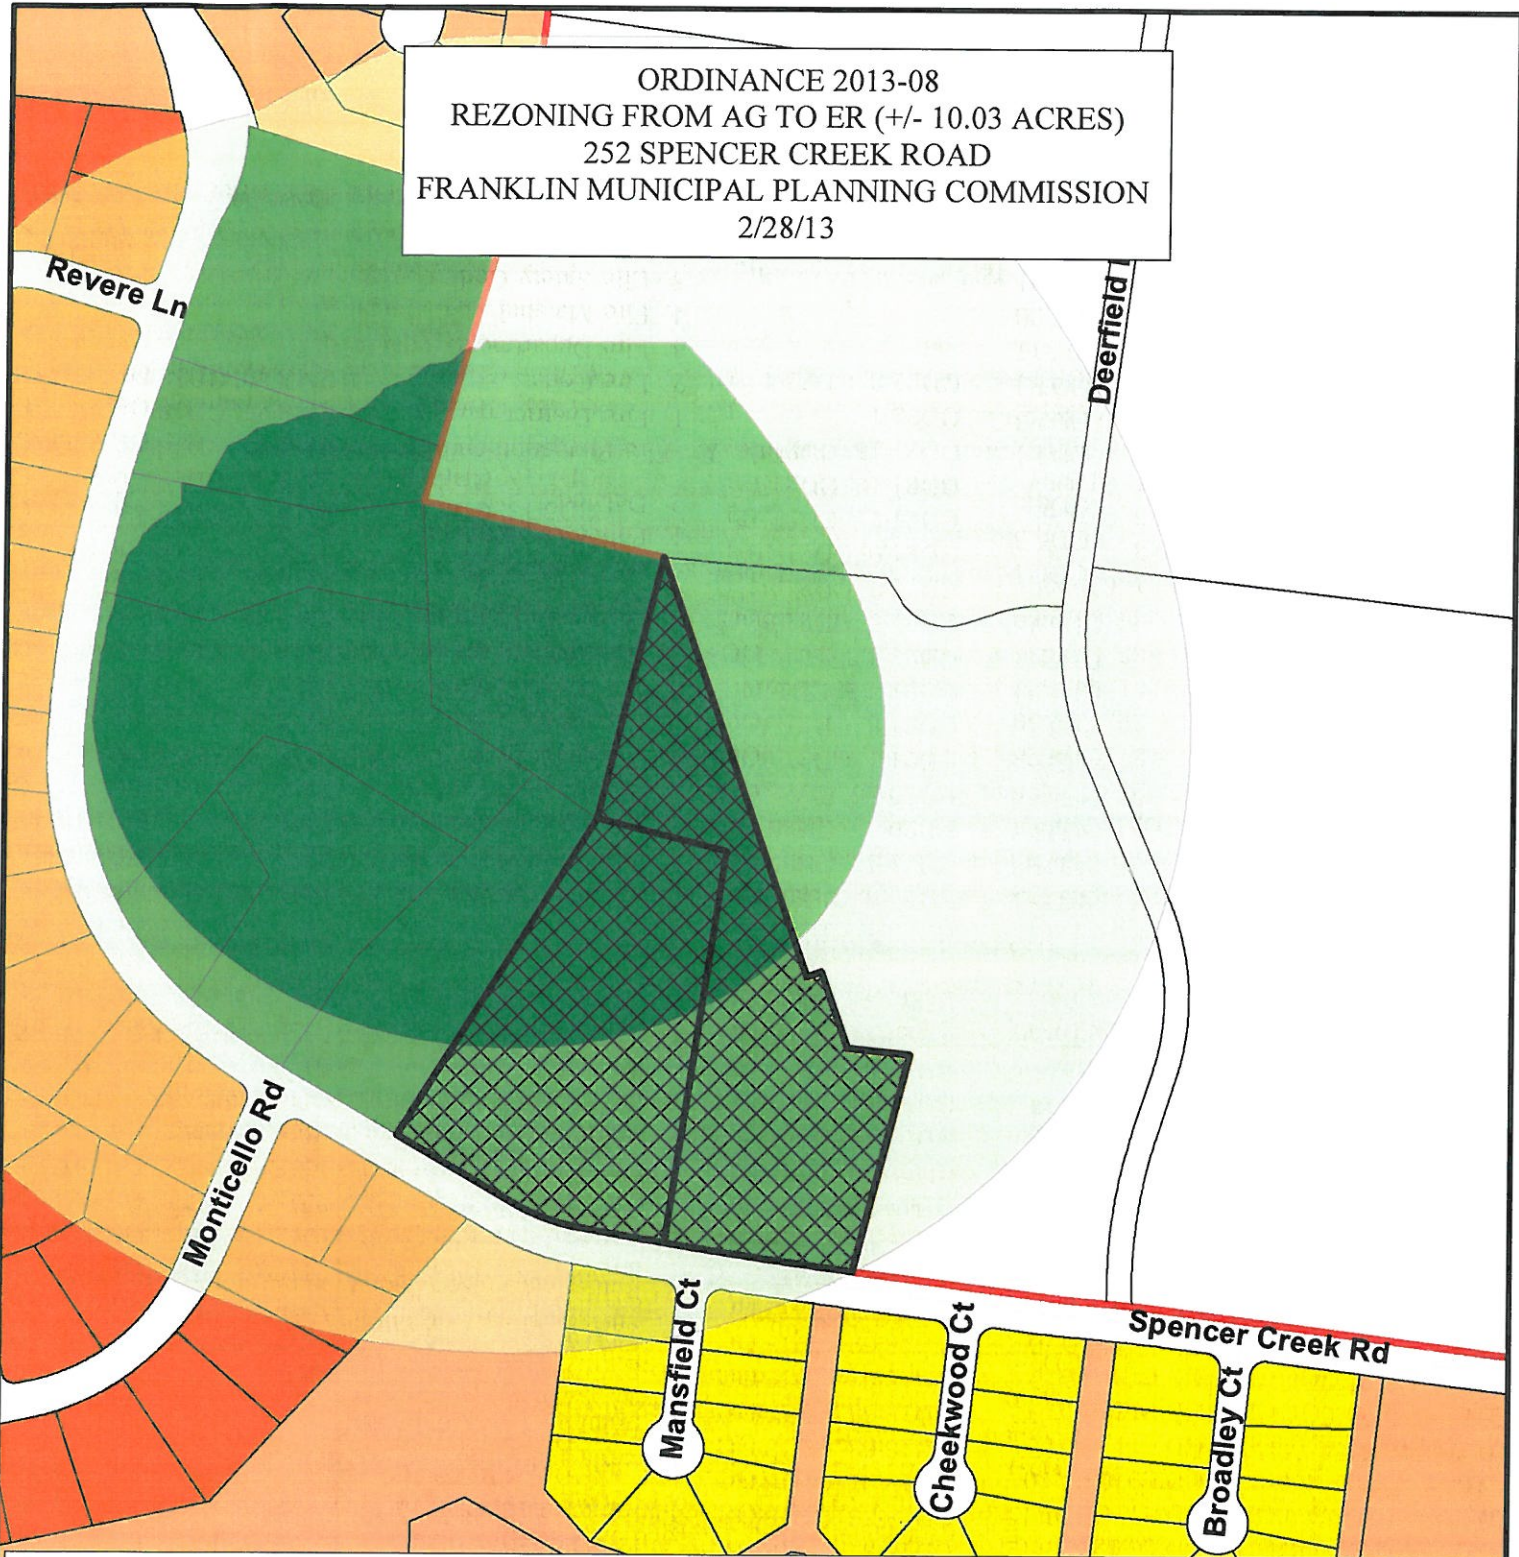 ORDINANCE 2013-08
REZONING FROM AG TO ER (+/- 10.03 ACRES)
252 SPENCER CREEK ROAD
FRANKLIN MUNICIPAL PLANNING COMMISSION
2/28/13
Revere Ln
Deerfield
Monticello Rd
Mansfield Ct
Cheekwood Ct
Spencer Creek Rd
Broadley Ct